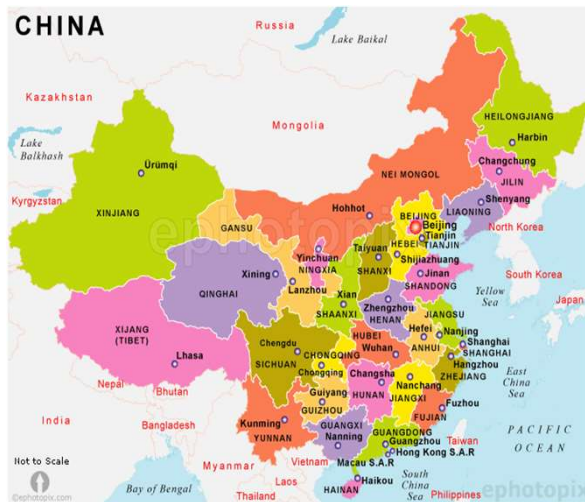 CHINA
Russia
Lake Baikal
Kazakhstan
Mongolia
HEILONGJIANG
Harbin
Lake
Balkhash
Changchung
JILIN
Ürümqi
NEI MONGOL
Kyrgyzstan
XINJIANG
Hohhot
BEIJING
LIAONING
Shenyang
GANSU
Beijing
North Korea
ephotopix
Tianjin
TIANJIN
HEBEI
Taiyuan
Yinchuan
NINGXIA
SHANXI
Shijiazhuang
Xining
Lanzhou
Jinan
SHANDONG
South Korea
QINGHAI
Xian
SHAANXI
Zhengzhou
HENAN
Yellow
Sea
Japan
JIANGSU
XIJANG
(TIBET)
Hefei
Nanjing
Lhasa
Chengdu
SICHUAN
CHONGQING
Chongqing
HUBEI
Wuhan
ANHUI
Shanghai
SHANGHAI
Hangzhou
ZHEJIANG
Nepal
Bhutan
Changsha
HUNAN
Nanchang
JIANGXI
East
China
Sea
Guiyang
GUIZHOU
Fuzhou
FUJIAN
India
Bangladesh
Kunming
YUNNAN
GUANGXI
Nanning
GUANGDONG
Guangzhou
Hong Kong S.A.R
Macau S.A.R
Taiwan
PACIFIC
OCEAN
Not to Scale
Myanmar
Vietnam
Haikou
HAINAN
South
China
Sea
Bay of Bengal
Laos
Thailand
Philippines
©ephotopix.com
ephotopix